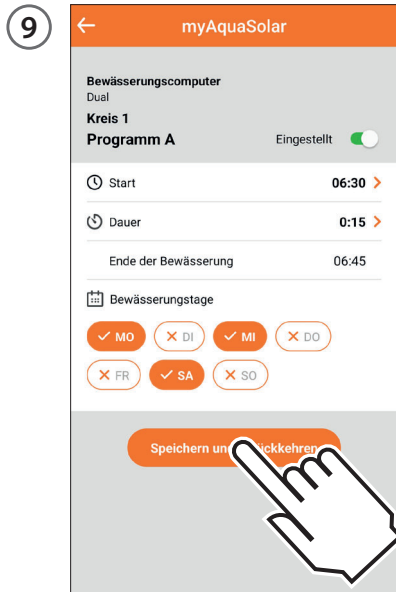 9
myAquaSolar
Bewässerungscomputer
Dual
Kreis 1
Programm A Eingestellt
Start 06:30
Dauer 0:15
Ende der Bewässerung 06:45
Bewässerungstage
MO DI MI DO
FR SA SO
Speichern un